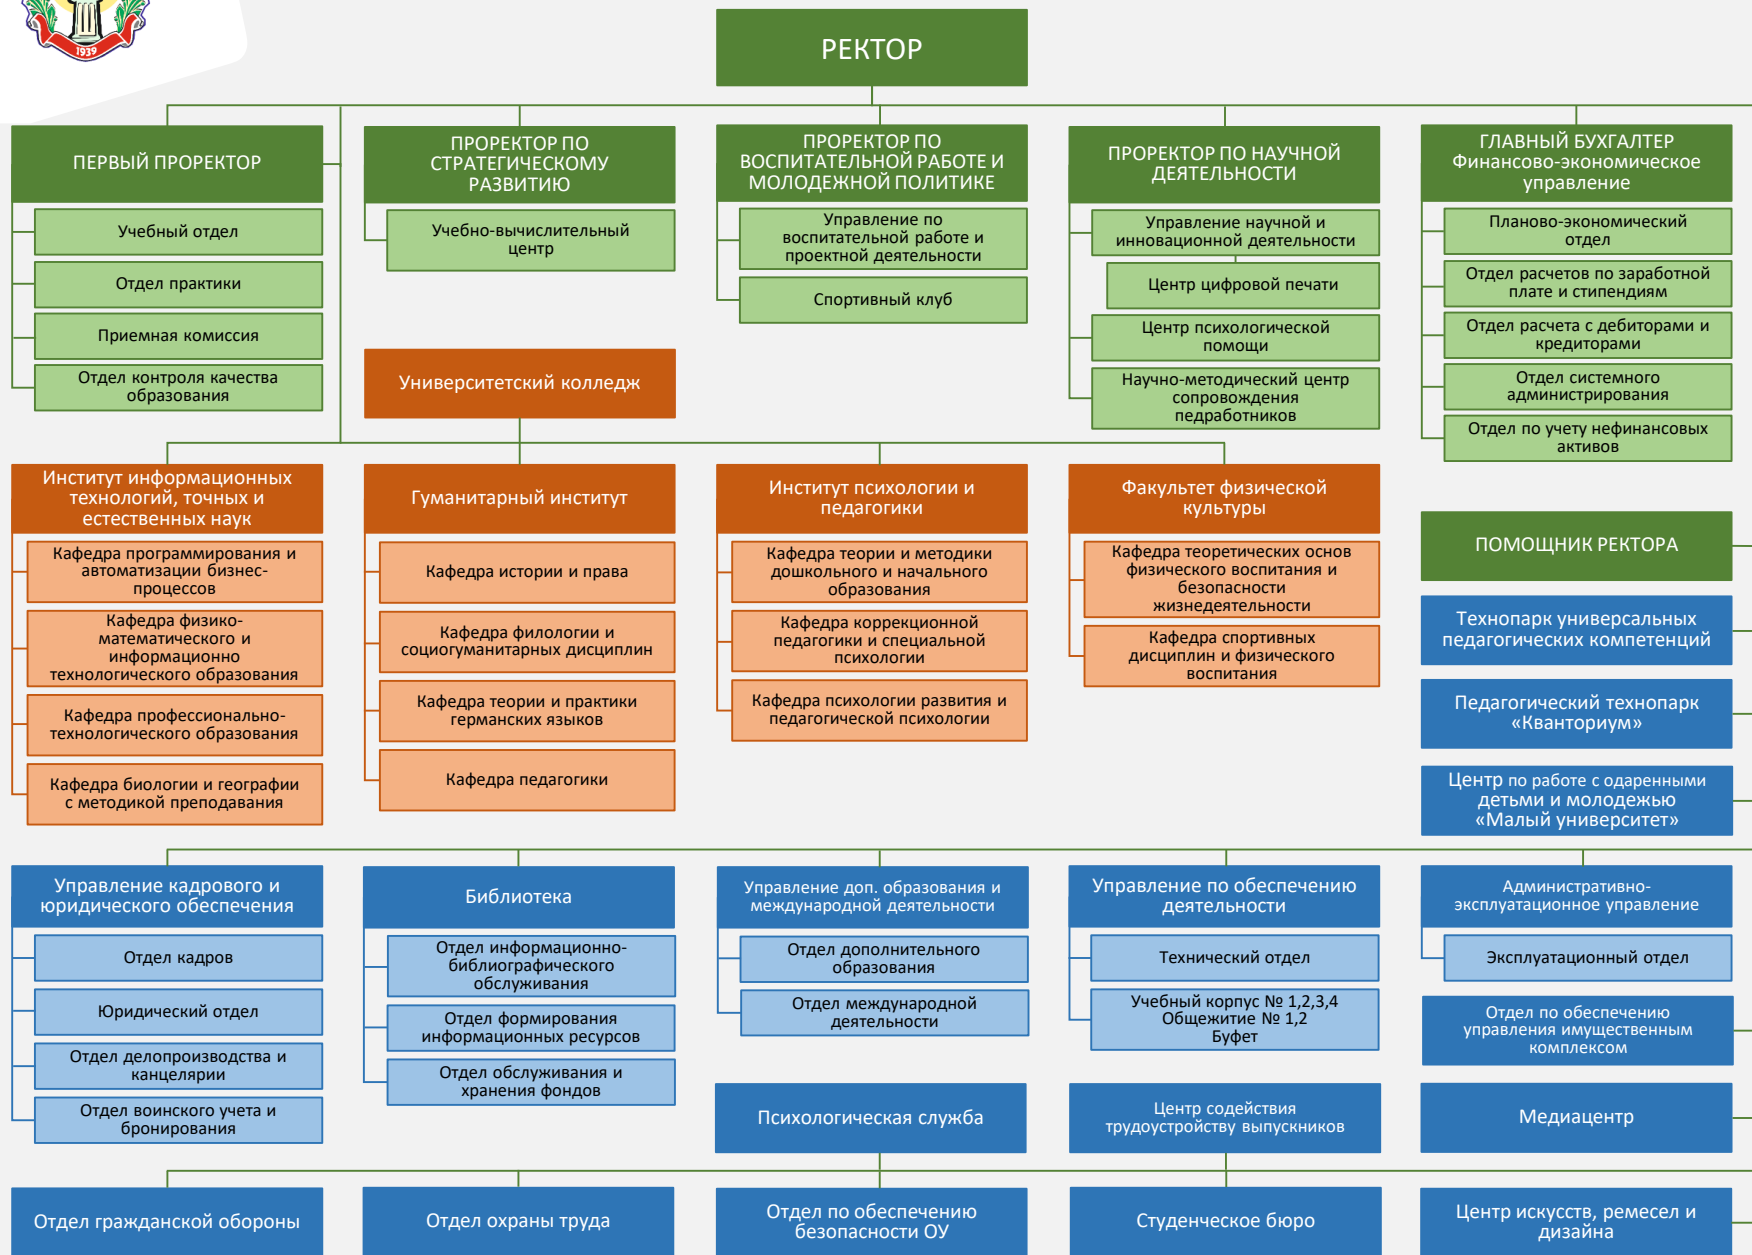 1939
РЕКТОР
ПЕРВЫЙ ПРОРЕКТОР
Учебный отдел
Отдел практики
Приемная комиссия
Отдел контроля качества
образования
ПРОРЕКТОР ПО
СТРАТЕГИЧЕСКОМУ
РАЗВИТИЮ
Учебно-вычислительный
центр
ПРОРЕКТОР ПО
ВОСПИТАТЕЛЬНОЙ РАБОТЕ И
МОЛОДЕЖНОЙ ПОЛИТИКЕ
Управление по
воспитательной работе и
проектной деятельности
Спортивный клуб
ПРОРЕКТОР ПО НАУЧНОЙ
ДЕЯТЕЛЬНОСТИ
Управление научной и
инновационной деятельности
Центр цифровой печати
Центр психологической
помощи
Научно-методический центр
сопровождения
педработников
ГЛАВНЫЙ БУХГАЛТЕР
Финансово-экономическое
управление
Планово-экономический
отдел
Отдел расчетов по заработной
плате и стипендиям
Отдел расчета с дебиторами и
кредиторами
Отдел системного
администрирования
Отдел по учету нефинансовых
активов
Университетский колледж
Институт информационных
технологий, точных и
естественных наук
Кафедра программирования и
автоматизации бизнес-
процессов
Кафедра физико-
математического и
информационно
технологического образования
Кафедра профессионально-
технологического образования
Кафедра биологии и географии
с методикой преподавания
Гуманитарный институт
Кафедра истории и права
Кафедра филологии и
социогуманитарных дисциплин
Кафедра теории и практики
германских языков
Кафедра педагогики
Институт психологии и
педагогики
Кафедра теории и методики
дошкольного и начального
образования
Кафедра коррекционной
педагогики и специальной
психологии
Кафедра психологии развития и
педагогической психологии
Факультет физической
культуры
Кафедра теоретических основ
физического воспитания и
безопасности
жизнедеятельности
Кафедра спортивных
дисциплин и физического
воспитания
ПОМОЩНИК РЕКТОРА
Технопарк универсальных
педагогических компетенций
Педагогический технопарк
«Кванториум»
Центр по работе с одаренными
детьми и молодежью
«Малый университет»
Управление кадрового и
юридического обеспечения
Отдел кадров
Юридический отдел
Отдел делопроизводства и
канцелярии
Отдел воинского учета и
бронирования
Библиотека
Отдел информационно-
библиографического
обслуживания
Отдел формирования
информационных ресурсов
Отдел обслуживания и
хранения фондов
Управление доп. образования и
международной деятельности
Отдел дополнительного
образования
Отдел международной
деятельности
Управление по обеспечению
деятельности
Технический отдел
Учебный корпус № 1,2,3,4
Общежитие № 1,2
Буфет
Административно-
эксплуатационное управление
Эксплуатационный отдел
Отдел по обеспечению
управления имущественным
комплексом
Психологическая служба
Центр содействия
трудоустройству выпускников
Медиацентр
Отдел гражданской обороны
Отдел охраны труда
Отдел по обеспечению
безопасности ОУ
Студенческое бюро
Центр искусств, ремесел и
дизайна